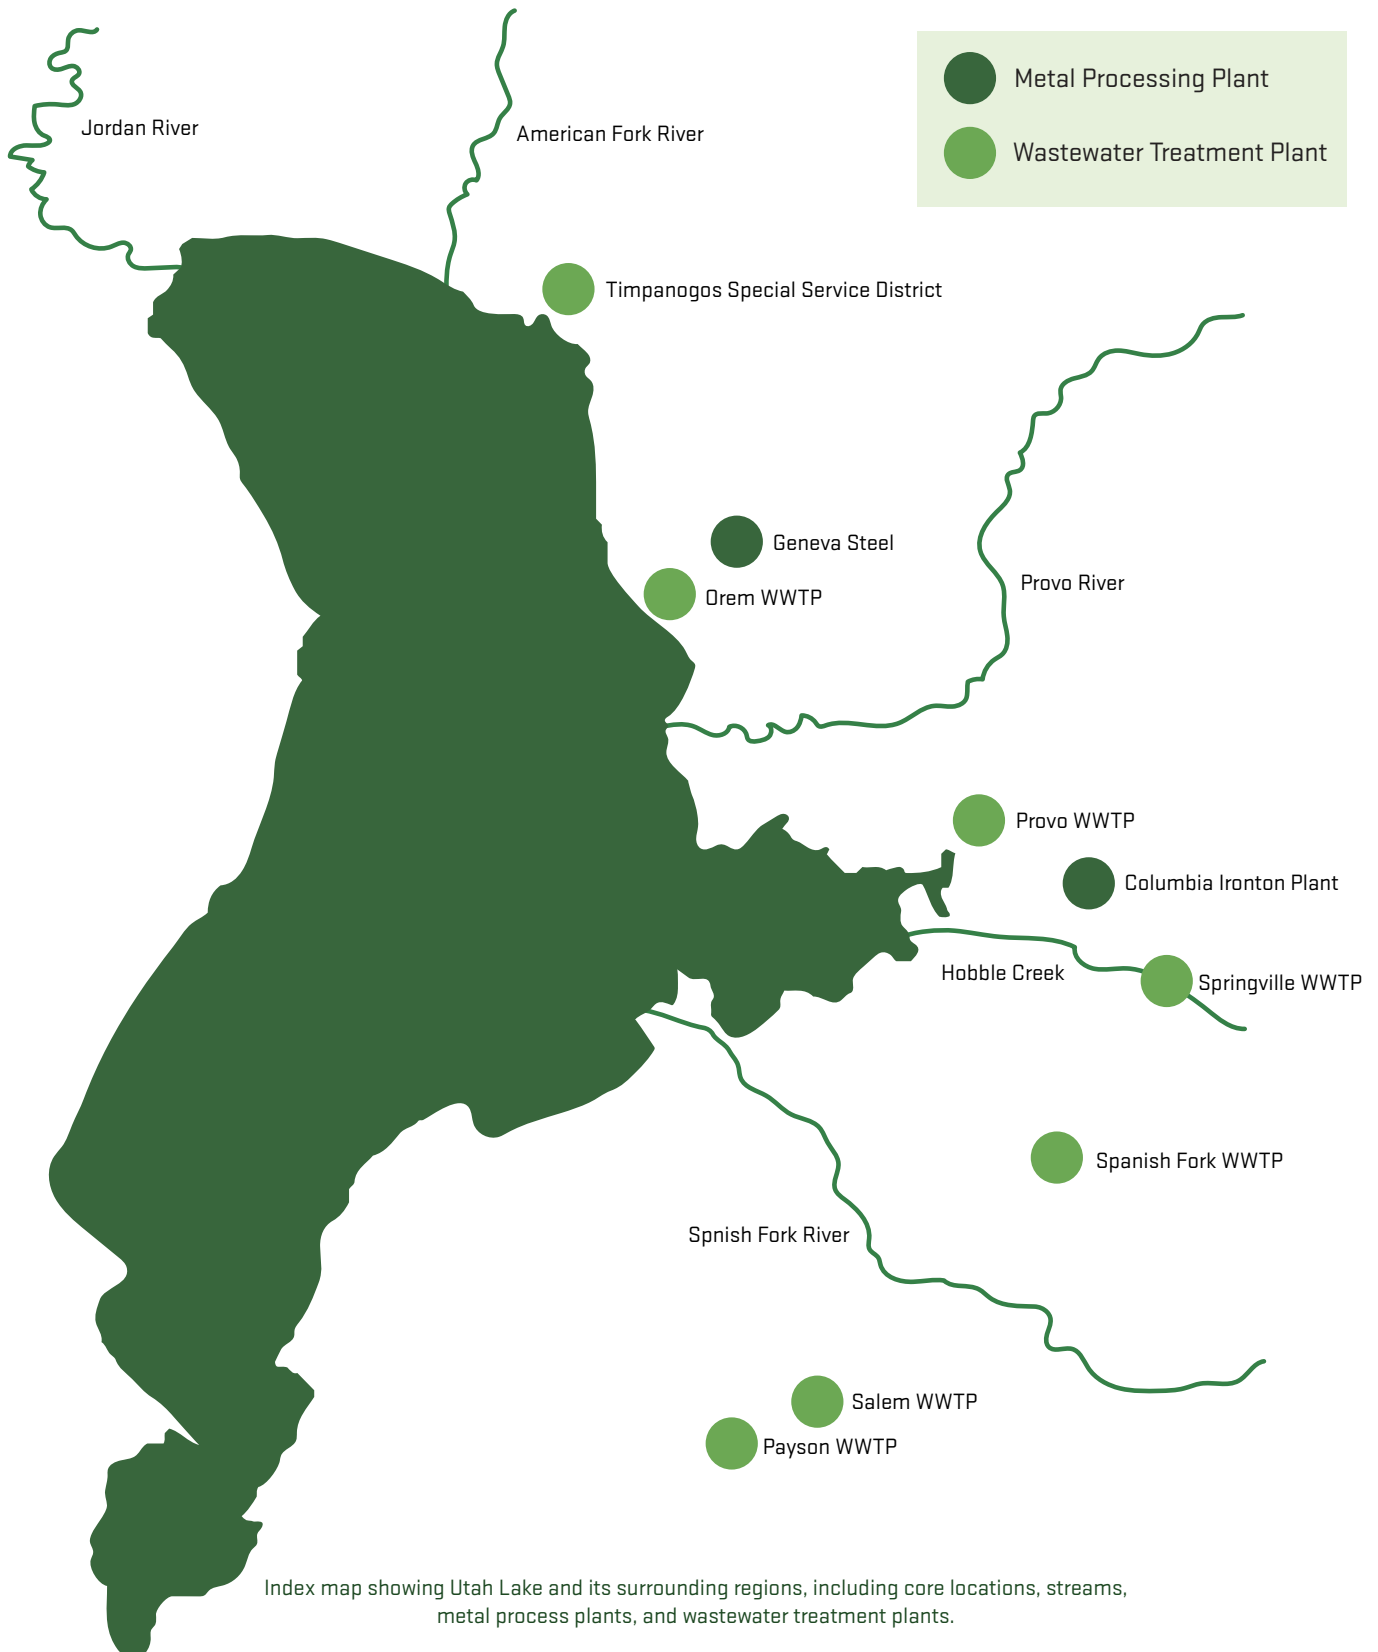 Metal Processing Plant
Wastewater Treatment Plant
Jordan River
American Fork River
Timpanogos Special Service District
Geneva Steel
Orem WWTP
Provo River
Provo WWTP
Columbia Ironton Plant
Hobble Creek
Springville WWTP
Spanish Fork WWTP
Spnish Fork River
Salem WWTP
Payson WWTP
Index map showing Utah Lake and its surrounding regions, including core locations, streams,
metal process plants, and wastewater treatment plants.